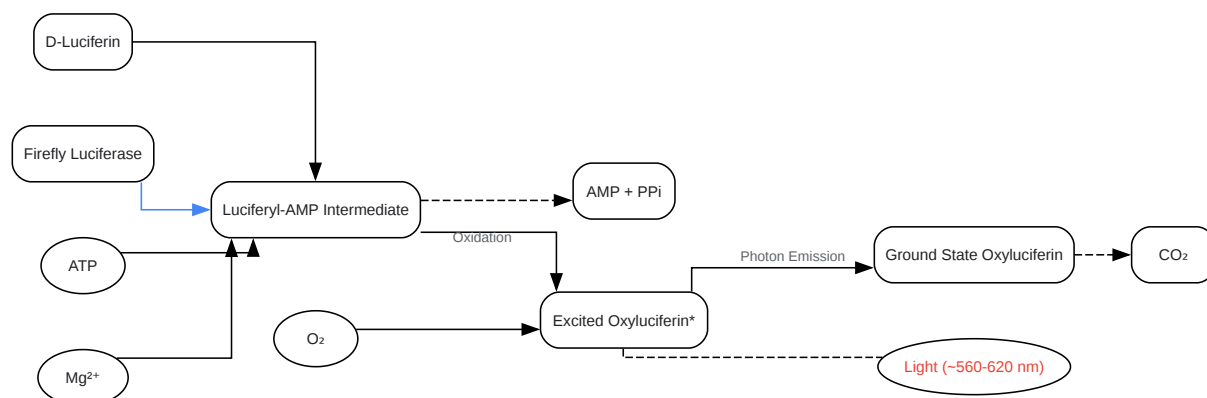 D-Luciferin
Firefly Luciferase
AMP + PPi
Luciferyl-AMP Intermediate
Oxidation
ATP
Photon Emission
Ground State Oxyluciferin
CO₂
Excited Oxyluciferin*
O₂
Light (~560-620 nm)
Mg²⁺